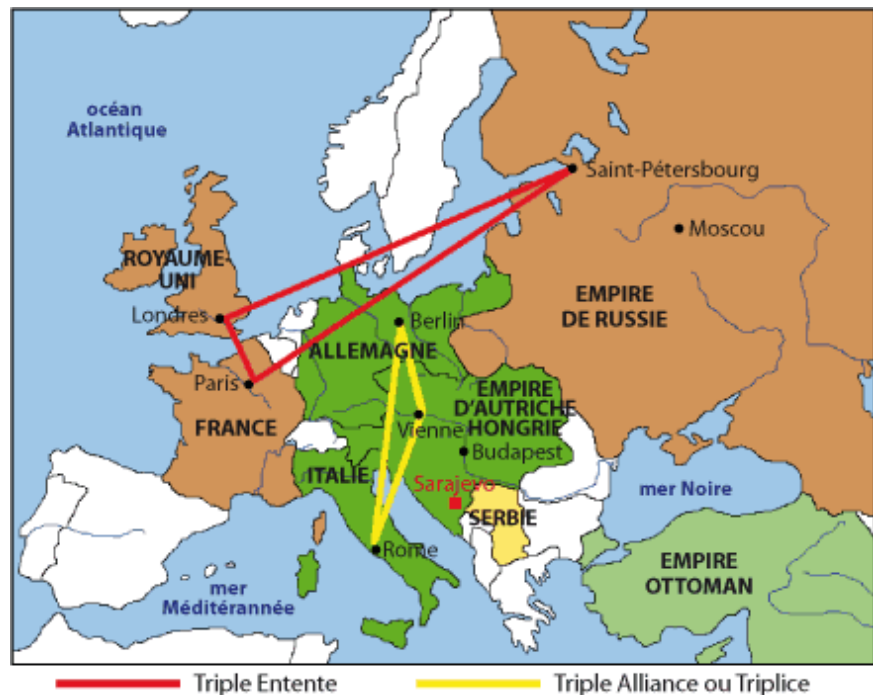 océan
Atlantique
Saint-Pétersbourg
Moscou
ROYAUME-
UNI
Londres
Berlin
EMPIRE
DE RUSSIE
ALLEMAGNE
Paris
EMPIRE
D'AUTRICHE
HONGRIE
FRANCE
Vienne
Budapest
ITALIE
Sarajevo
mer Noire
SERBIE
Rome
EMPIRE
OTTOMAN
mer
Méditérrannée
Triple Entente
Triple Alliance ou Triplice